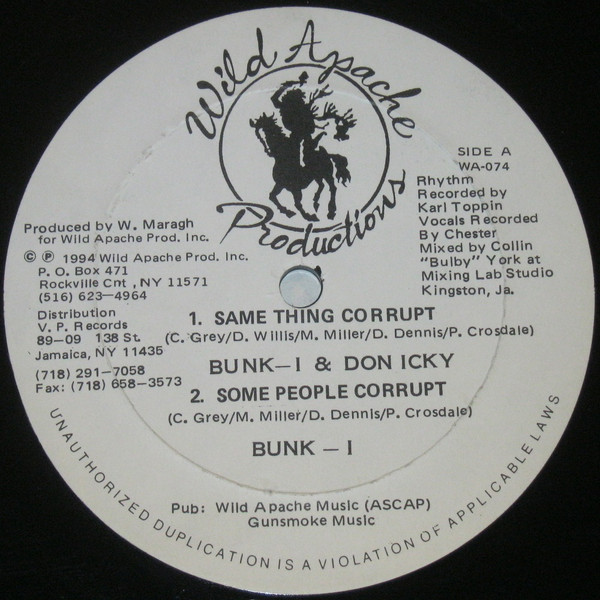 Wild Apache
Productions
SIDE A
WA-074
Rhythm
Recorded by
Karl Toppin
Vocals Recorded
By Chester
Mixed by Collin
"Bulby" York at
Mixing Lab Studio
Kingston, Ja.
Produced by W. Maragh
for Wild Apache Prod. Inc.
© ℗ 1994 Wild Apache Prod. Inc.
P. O. Box 471
Rockville Cnt , NY 11571
(516) 623-4964
Distribution
V. P. Records
89-09 138 St.
Jamaica, NY 11435
(718) 291-7058
Fax: (718) 658-3573
1. SAME THING CORRUPT
(C. Grey/D. Willis/M. Miller/D. Dennis/P. Crosdale)
BUNK-I & DON ICKY
2. SOME PEOPLE CORRUPT
(C. Grey/M. Miller/D. Dennis/P. Crosdale)
BUNK - I
Pub: Wild Apache Music (ASCAP)
Gunsmoke Music
UNAUTHORIZED DUPLICATION IS A VIOLATION OF APPLICABLE LAWS